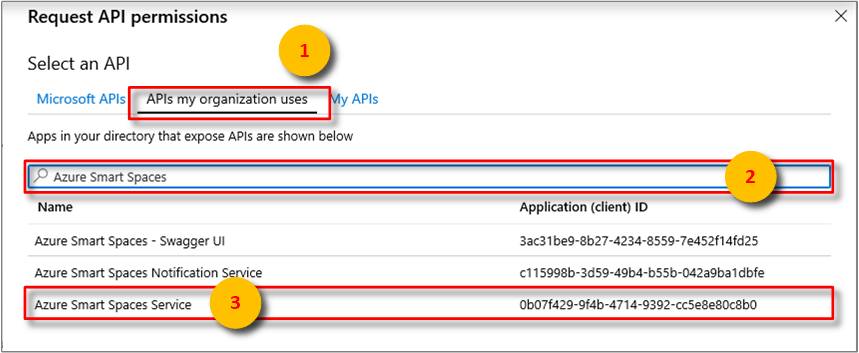 Request API permissions
1
Select an API
Microsoft APIs APIs my organization uses My APIs
Apps in your directory that expose APIs are shown below
Azure Smart Spaces 2
Name Application (client) ID
Azure Smart Spaces - Swagger UI 3ac31be9-8b27-4234-8559-7e452f14fd25
Azure Smart Spaces Notification Service c115998b-3d59-49b4-b55b-042a9ba1dbfe
Azure Smart Spaces Service 3 0b07f429-9f4b-4714-9392-cc5e8e80c8b0